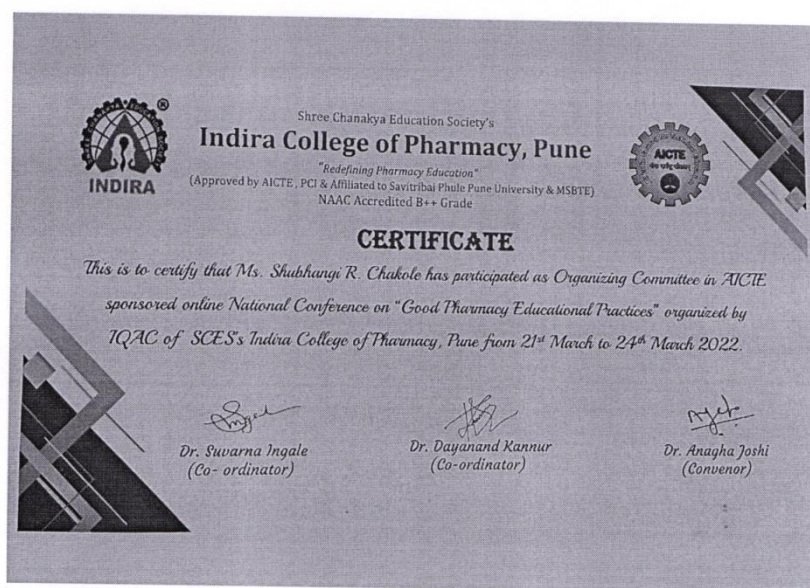 ®
INDIRA
Shree Chanakya Education Society's
Indira College of Pharmacy, Pune
"Redefining Pharmacy Education"
(Approved by AICTE , PCI & Affiliated to Savitribai Phule Pune University & MSBTE)
NAAC Accredited B++ Grade
AICTE
CERTIFICATE
This is to certify that Ms. Shubhangi R. Chakole has participated as Organizing Committee in AICTE
sponsored online National Conference on "Good Pharmacy Educational Practices" organized by
IQAC of SCES's Indira College of Pharmacy, Pune from 21st March to 24th March 2022.
Dr. Suvarna Ingale
(Co- ordinator)
Dr. Dayanand Kannur
(Co-ordinator)
Dr. Anagha Joshi
(Convenor)